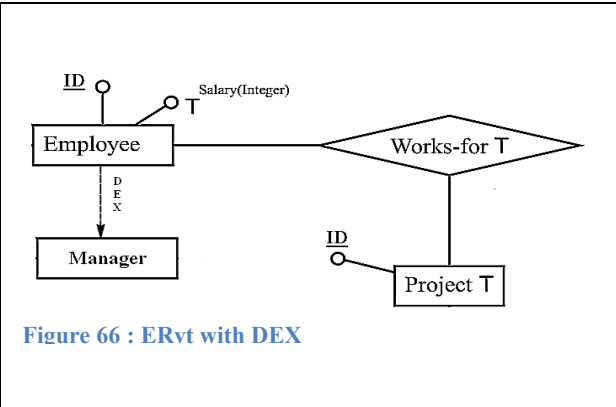 ID
T Salary(Integer)
Employee
Works-for T
D
E
X
Manager
ID
Project T
Figure 66 : ERvt with DEX